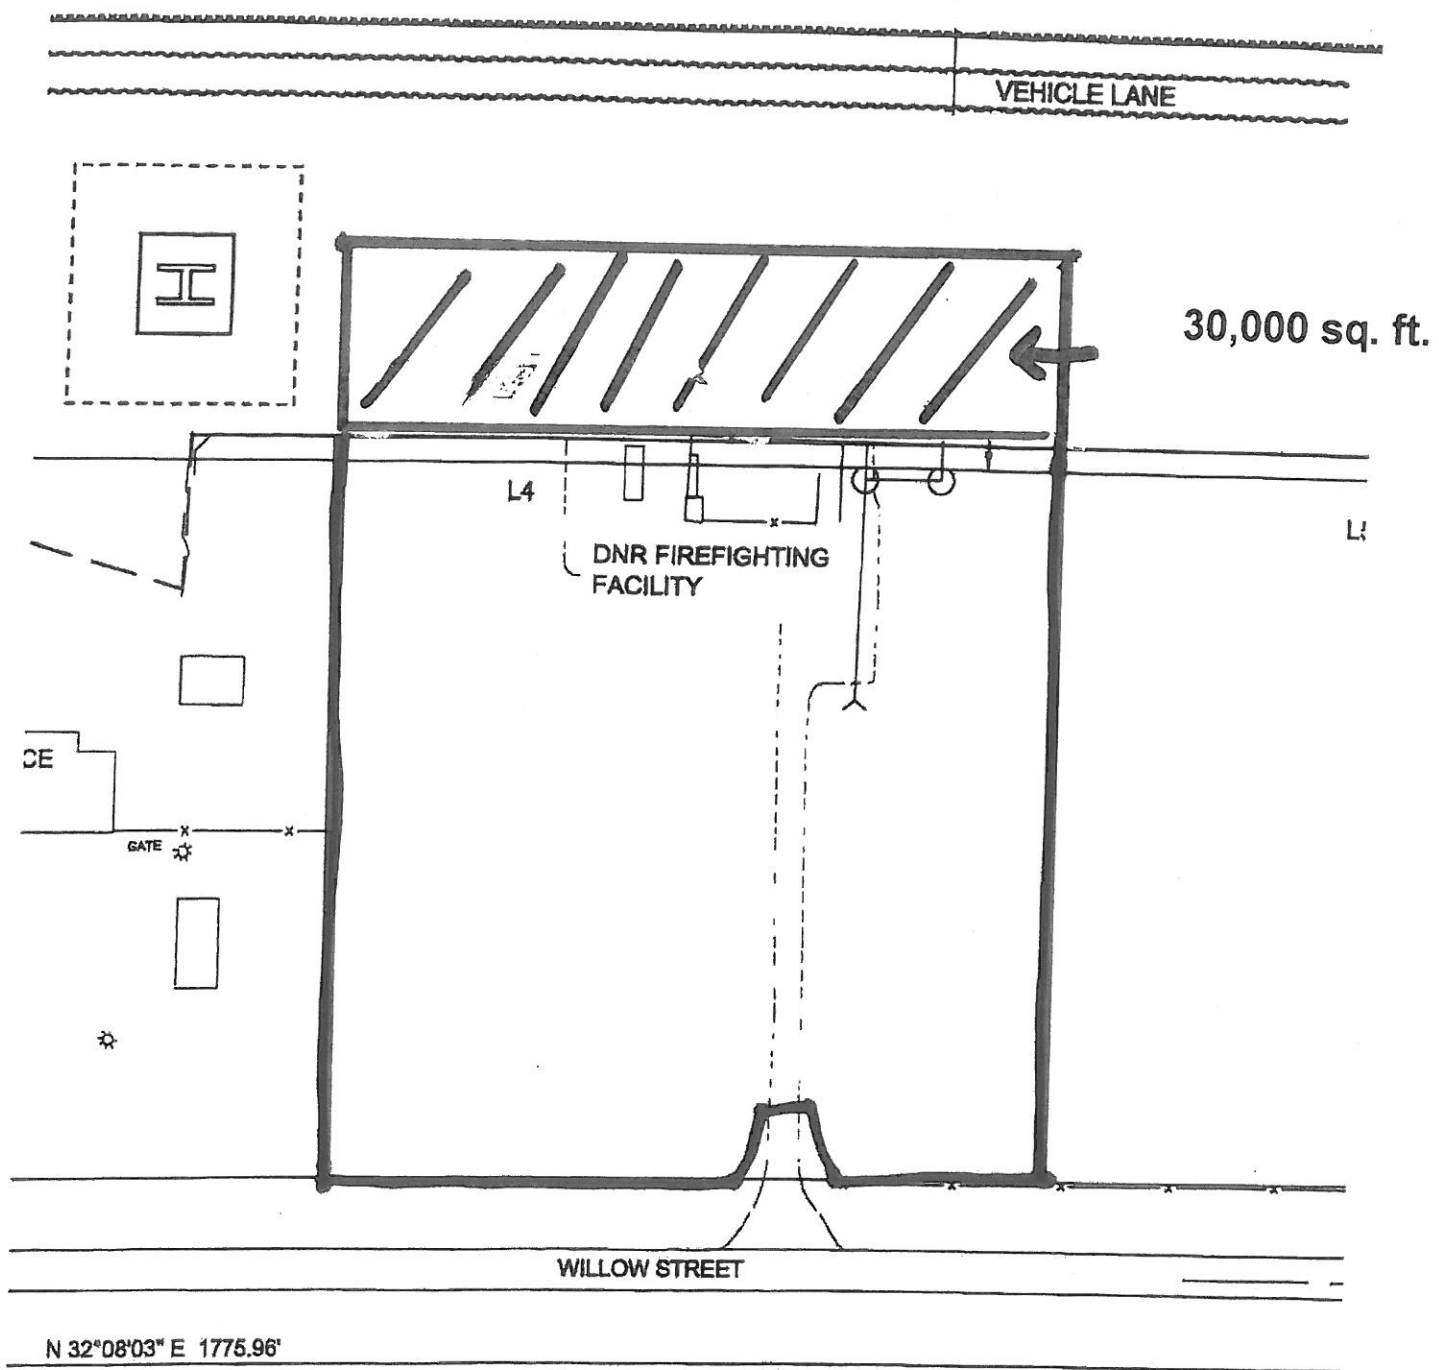 VEHICLE LANE
H
30,000 sq. ft.
L4
DNR FIREFIGHTING
FACILITY
CE
GATE
WILLOW STREET
N 32°08'03" E 1775.96'